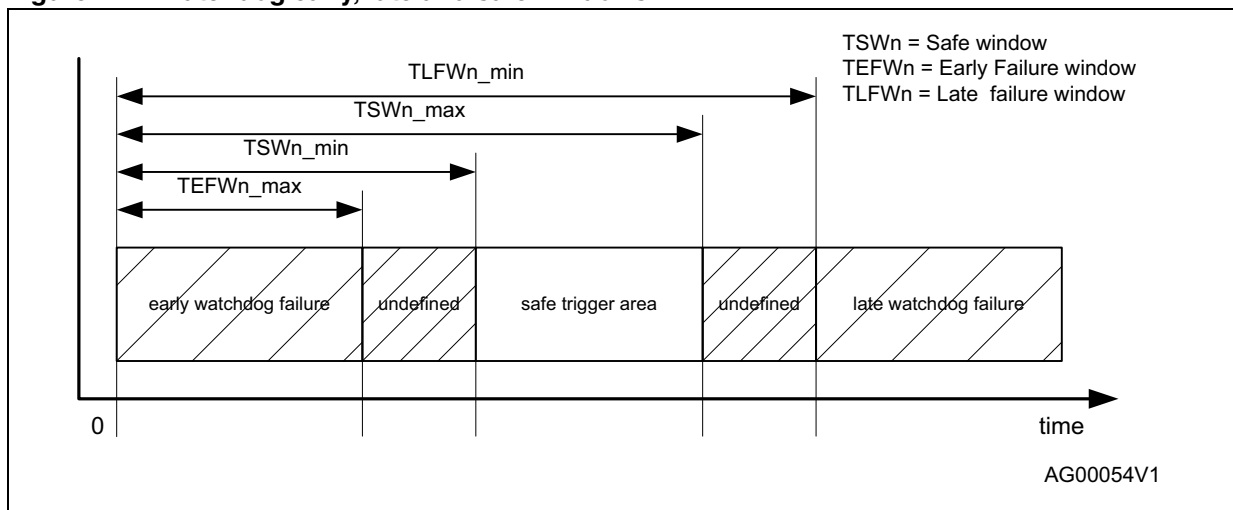 TSWn = Safe window
TEFWn = Early Failure window
TLFWn = Late failure window
TLFWn_min
TSWn_max
TSWn_min
TEFWn_max
early watchdog failure
undefined
safe trigger area
undefined
late watchdog failure
0
time
AG00054V1